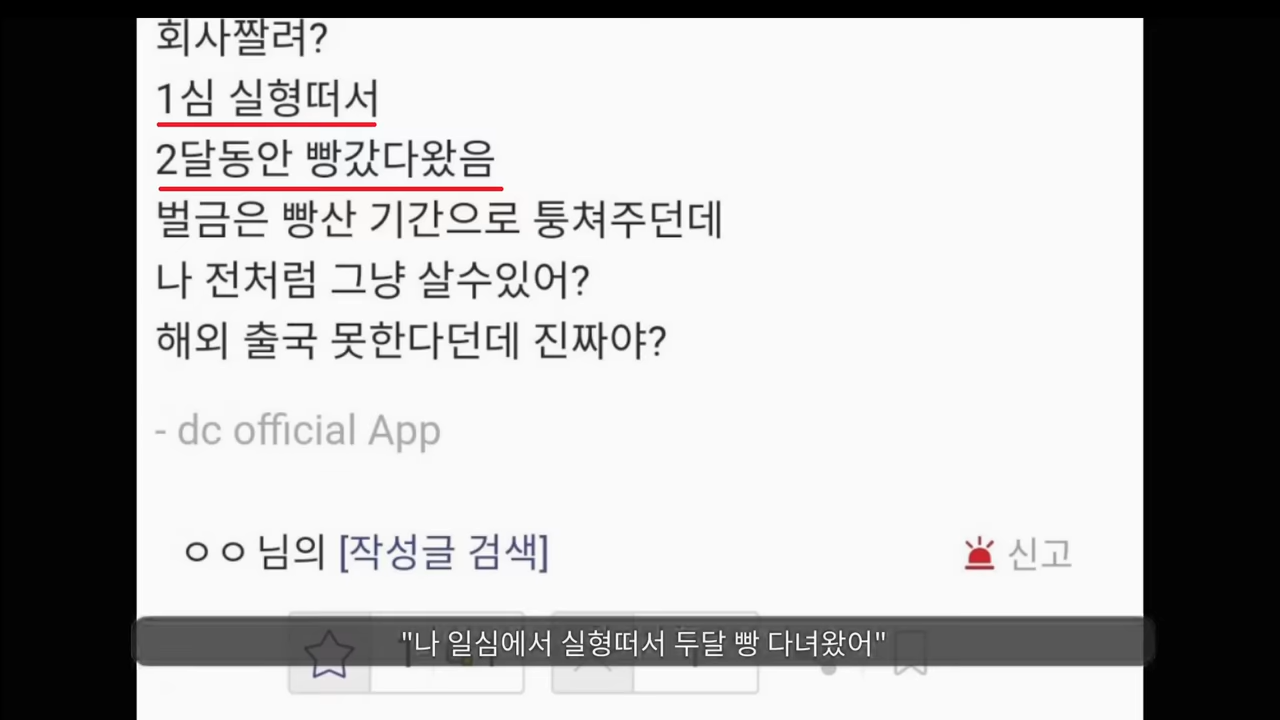 회사짤려?
1심 실형떠서
2달동안 빵갔다왔음
벌금은 빵산 기간으로 퉁쳐주던데
나 전처럼 그냥 살수있어?
해외 출국 못한다던데 진짜야?
- dc official App
ㅇㅇ님의 [작성글 검색]
신고
"나 일심에서 실형떠서 두달 빵 다녀왔어"